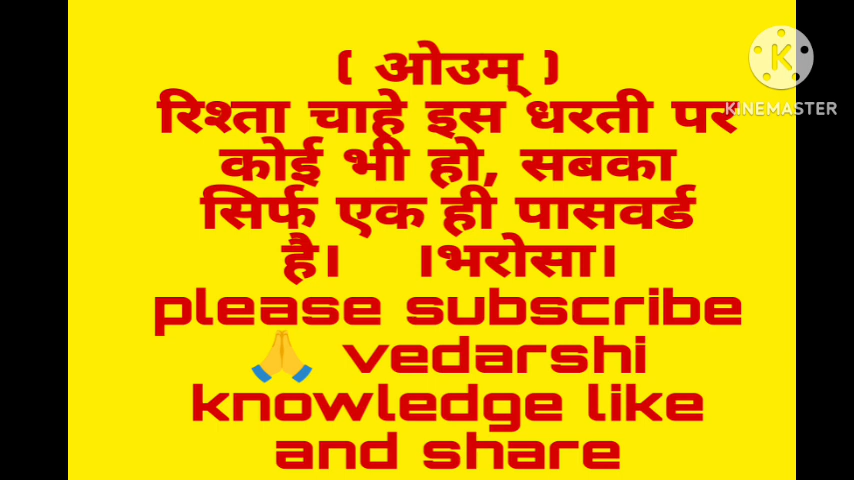 ( ओउम् )
रिश्ता चाहे इस धरती पर
कोई भी हो, सबका
सिर्फ एक ही पासवर्ड
है। ।भरोसा।
please subscribe
🙏 vedarshi
knowledge like
and share
K
KINEMASTER